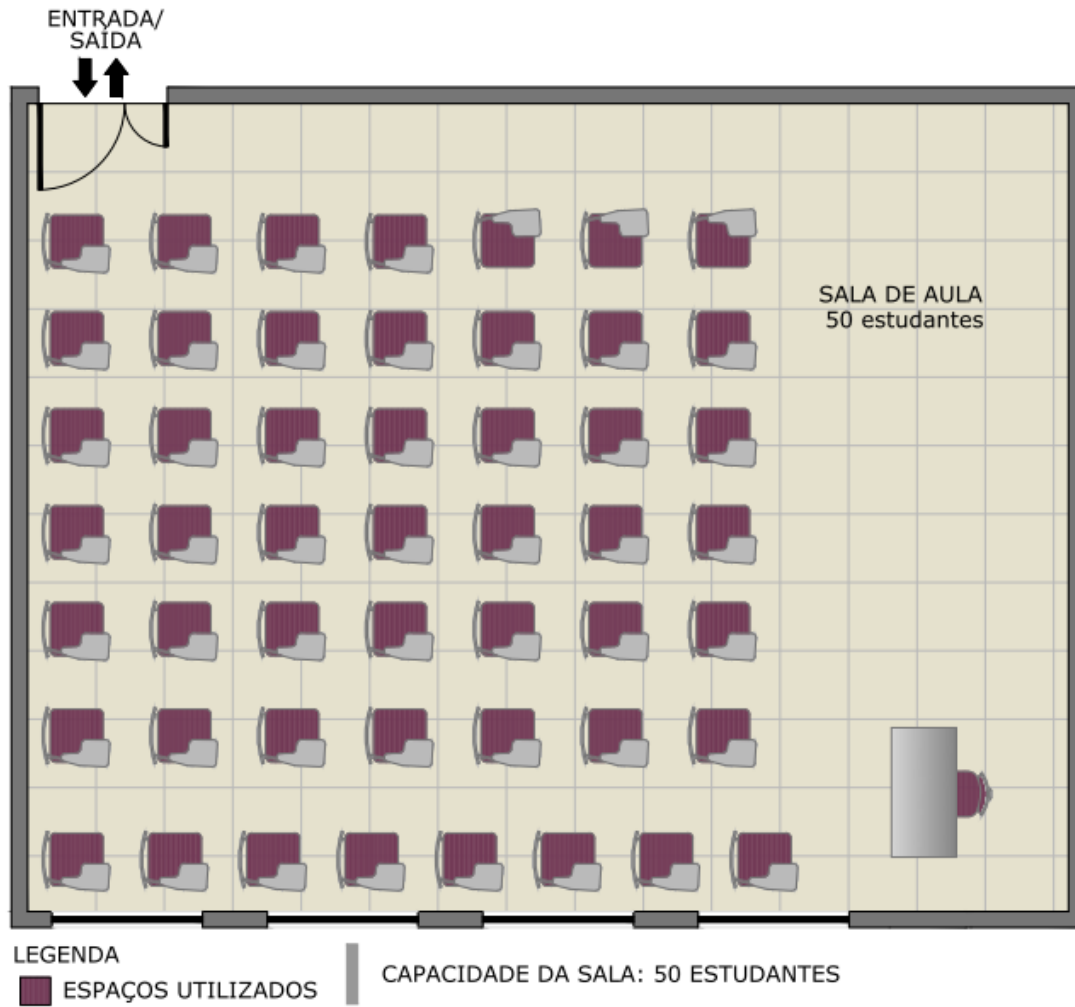 ENTRADA/
SAÍDA
SALA DE AULA
50 estudantes
LEGENDA
ESPAÇOS UTILIZADOS
CAPACIDADE DA SALA: 50 ESTUDANTES